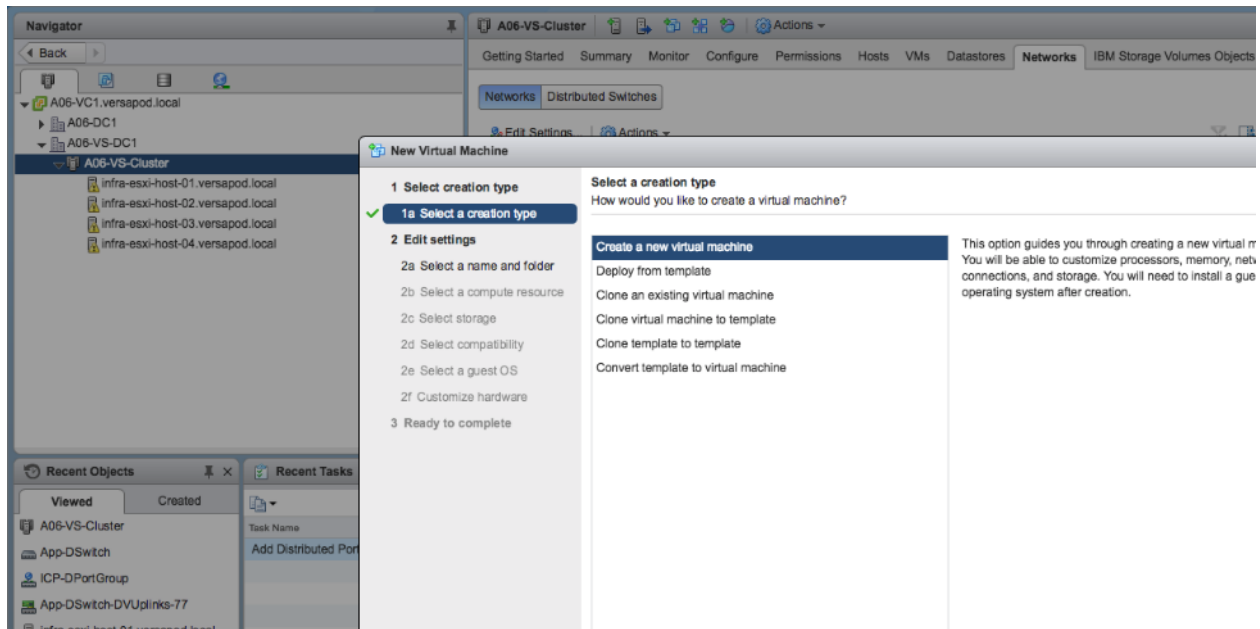 Navigator
Back
A06-VC1.versapod.local
A06-DC1
A06-VS-DC1
A06-VS-Cluster
infra-esxi-host-01.versapod.local
infra-esxi-host-02.versapod.local
infra-esxi-host-03.versapod.local
infra-esxi-host-04.versapod.local
A06-VS-Cluster Actions
Getting Started Summary Monitor Configure Permissions Hosts VMs Datastores Networks IBM Storage Volumes Objects
Networks Distributed Switches
Edit Settings... Actions
New Virtual Machine
1 Select creation type
1a Select a creation type
2 Edit settings
2a Select a name and folder
2b Select a compute resource
2c Select storage
2d Select compatibility
2e Select a guest OS
2f Customize hardware
3 Ready to complete
Select a creation type
How would you like to create a virtual machine?
Create a new virtual machine
Deploy from template
Clone an existing virtual machine
Clone virtual machine to template
Clone template to template
Convert template to virtual machine
This option guides you through creating a new virtual m
You will be able to customize processors, memory, netw
connections, and storage. You will need to install a gue
operating system after creation.
Recent Objects
Viewed Created
A06-VS-Cluster
App-DSwitch
ICP-DPortGroup
App-DSwitch-DVUplinks-77
Recent Tasks
Task Name
Add Distributed Port